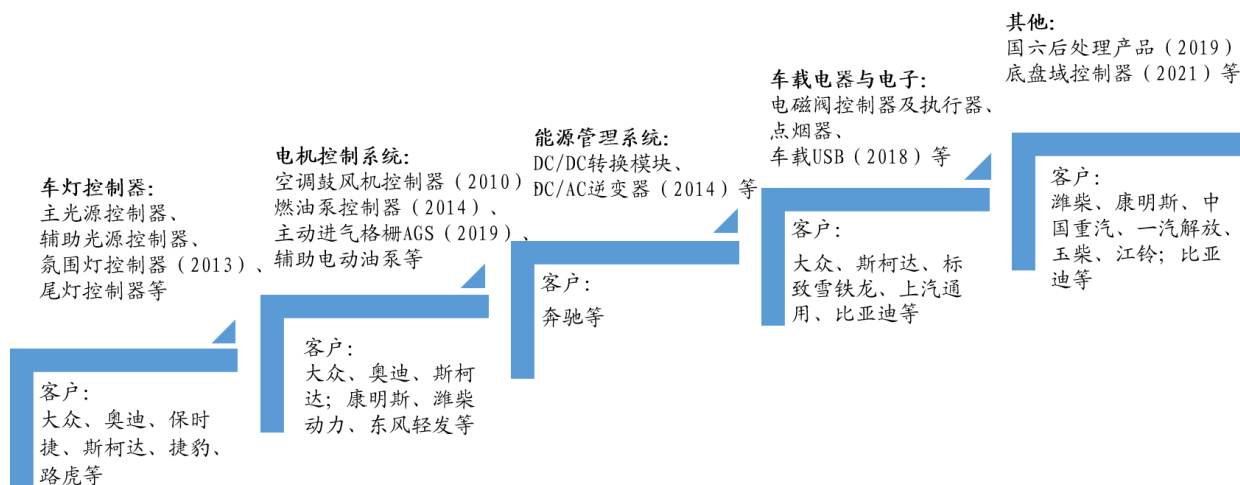 车灯控制器：
主光源控制器、
辅助光源控制器、
氛围灯控制器（2013）、
尾灯控制器等
客户：
大众、奥迪、保时
捷、斯柯达、捷豹、
路虎等
电机控制系统：
空调鼓风机控制器（2010）
燃油泵控制器（2014）、
主动进气格栅AGS（2019）、
辅助电动油泵等
客户：
大众、奥迪、斯柯
达；康明斯、潍柴
动力、东风轻发等
能源管理系统：
DC/DC转换模块、
DC/AC逆变器（2014）等
客户：
奔驰等
车载电器与电子：
电磁阀控制器及执行器、
点烟器、
车载USB（2018）等
客户：
大众、斯柯达、标
致雪铁龙、上汽通
用、比亚迪等
其他：
国六后处理产品（2019）
底盘域控制器（2021）等
客户：
潍柴、康明斯、中
国重汽、一汽解放、
玉柴、江铃；比亚
迪等